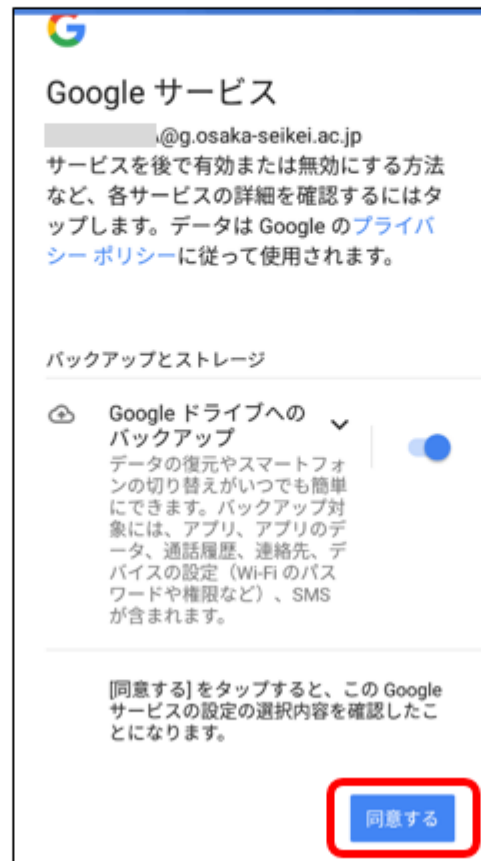 Google サービス
@g.osaka-seikei.ac.jp
サービスを後で有効または無効にする方法
など、各サービスの詳細を確認するにはタ
ップします。データは Google のプライバ
シー ポリシーに従って使用されます。
バックアップとストレージ
Google ドライブへの
バックアップ
データの復元やスマートフォ
ンの切り替えがいつでも簡単
にできます。バックアップ対
象には、アプリ、アプリのデ
ータ、通話履歴、連絡先、デ
バイスの設定（Wi-Fi のパス
ワードや権限など）、SMS
が含まれます。
[同意する] をタップすると、この Google
サービスの設定の選択内容を確認したこ
とになります。
同意する